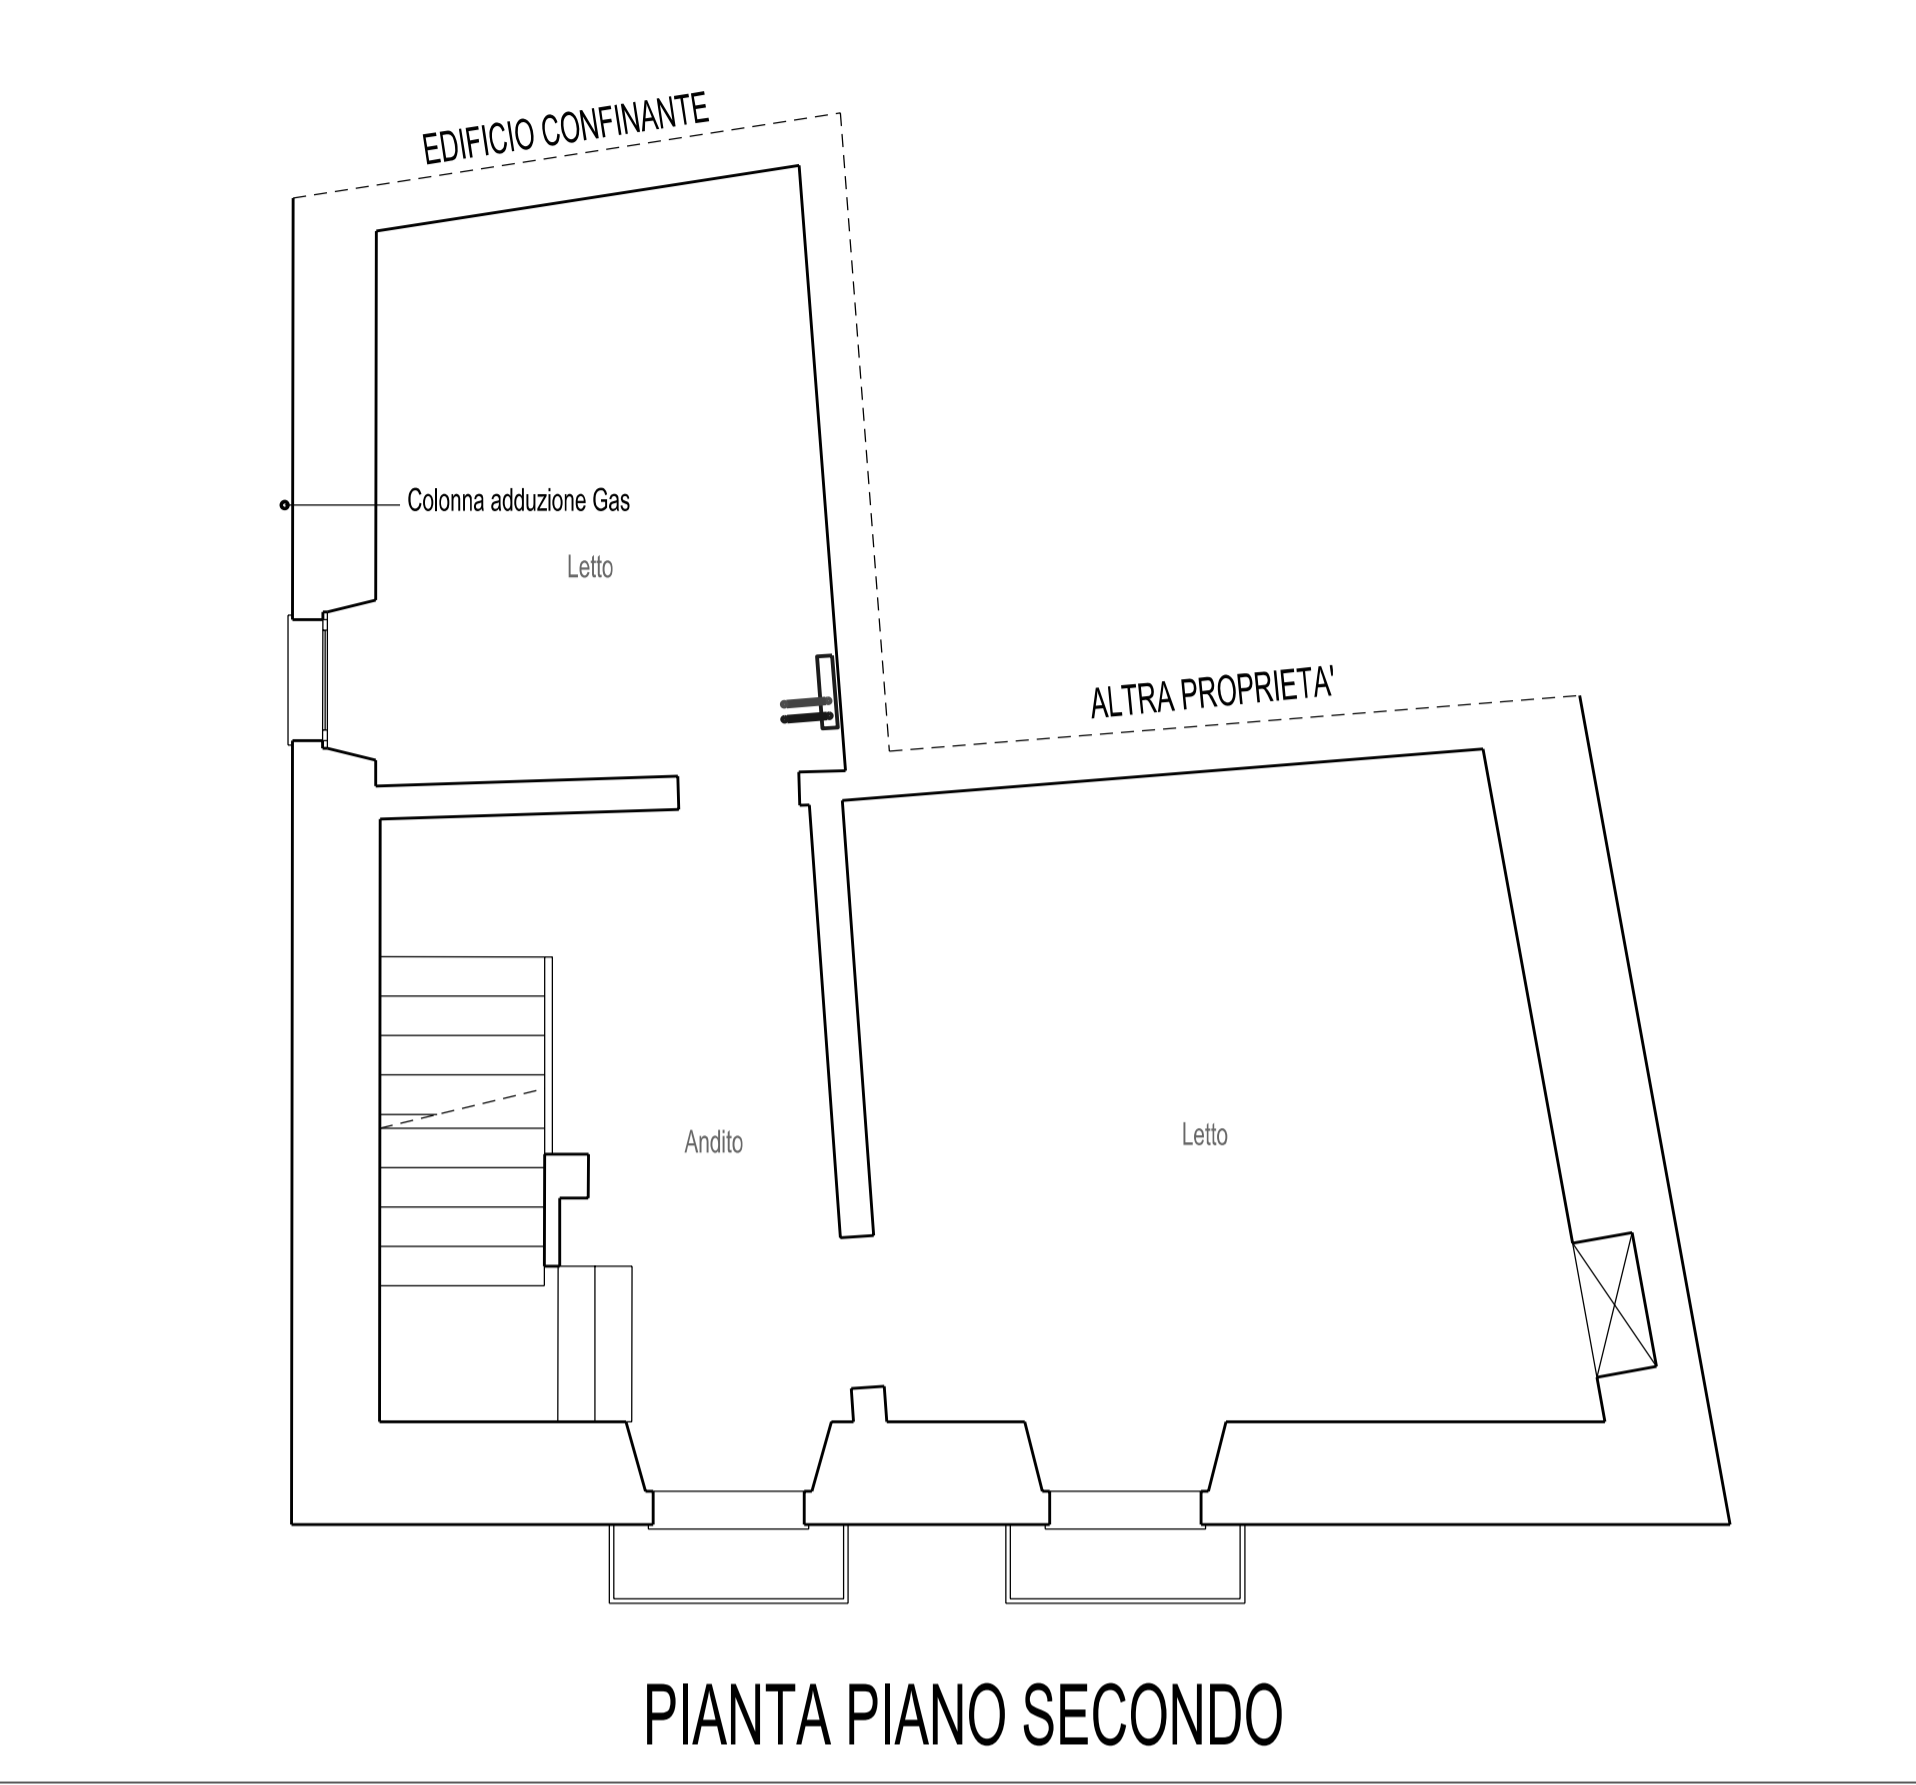 EDIFICIO CONFINANTE
Colonna adduzione Gas
Letto
ALTRA PROPRIETA'
Andito
Letto
PIANTA PIANO SECONDO